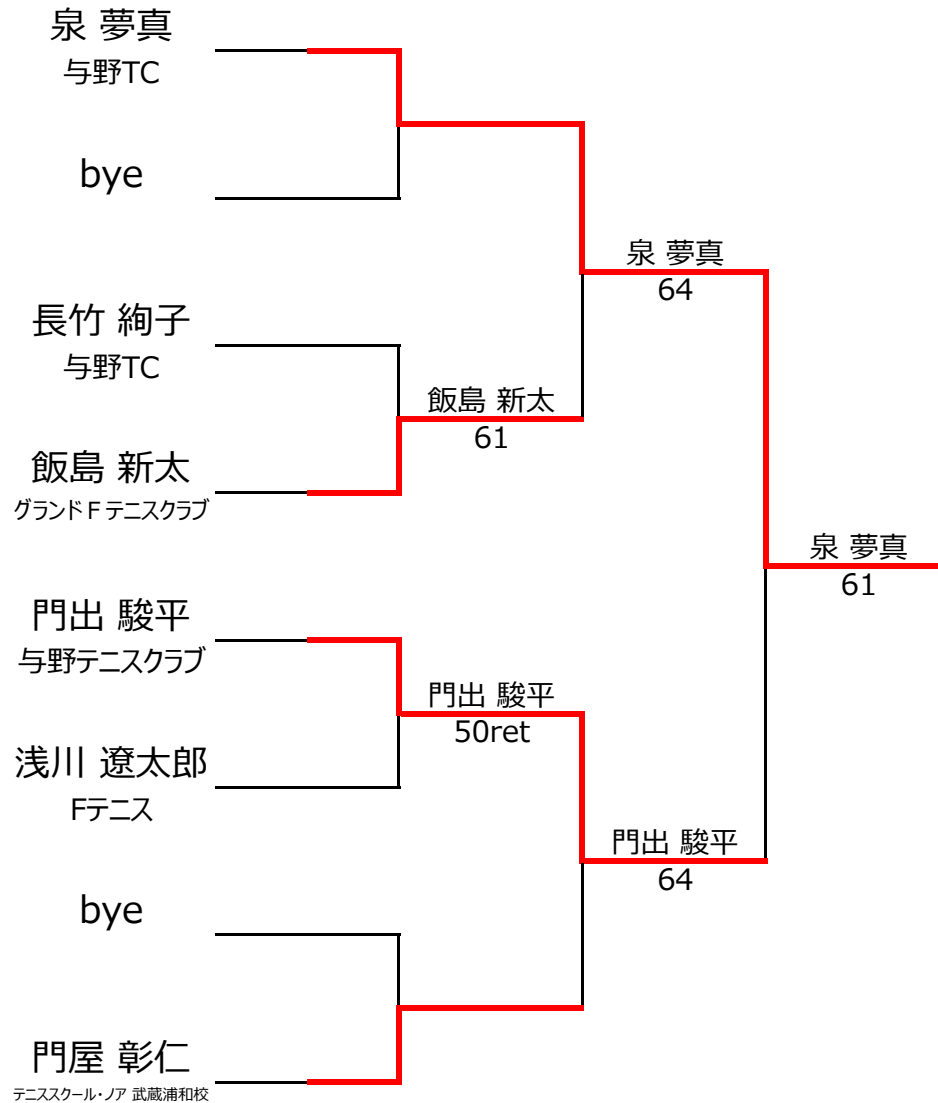 泉 夢真
与野TC
bye
長竹 絢子
与野TC
飯島 新太
グランドFテニスクラブ
門出 駿平
与野テニスクラブ
浅川 遼太郎
Fテニス
bye
門屋 彰仁
テニススクール・ノア 武蔵浦和校
飯島 新太
61
門出 駿平
50ret
泉 夢真
64
門出 駿平
64
泉 夢真
61